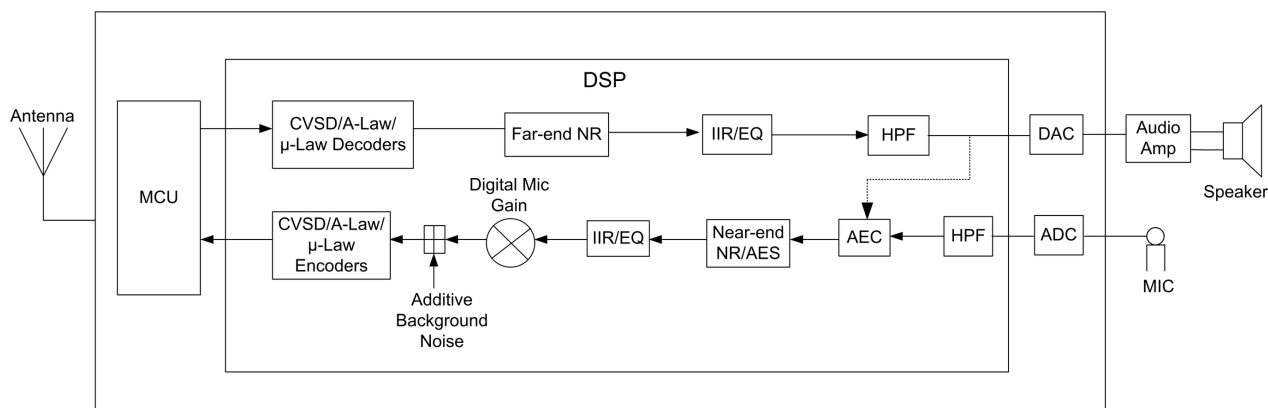 DSP
Antenna
MCU
CVSD/A-Law/
μ-Law Decoders
Far-end NR
IIR/EQ
HPF
DAC
Audio
Amp
Speaker
CVSD/A-Law/
μ-Law
Encoders
Digital Mic
Gain
Additive
Background
Noise
IIR/EQ
Near-end
NR/AES
AEC
HPF
ADC
MIC